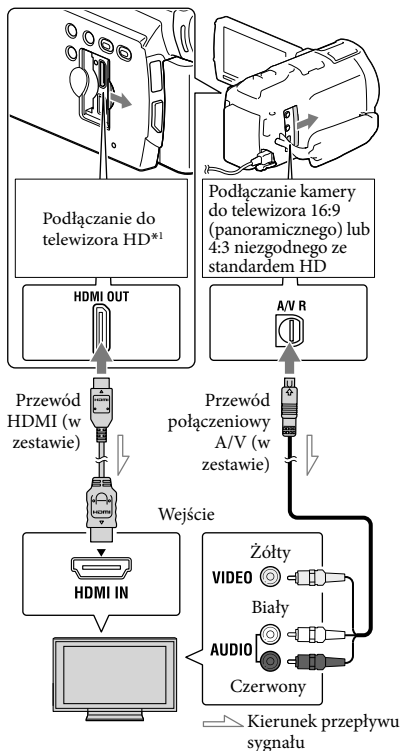 Podłączanie do
telewizora HD*1
Podłączanie kamery
do telewizora 16:9
(panoramicznego) lub
4:3 niezgodnego ze
standardem HD
HDMI OUT
A/V R
Przewód
HDMI (w
zestawie)
Przewód
połączeniowy
A/V (w
zestawie)
HDMI
HDMI
Wejście
HDMI IN
Żółty
VIDEO
Biały
AUDIO
Czerwony
Kierunek przepływu
sygnału